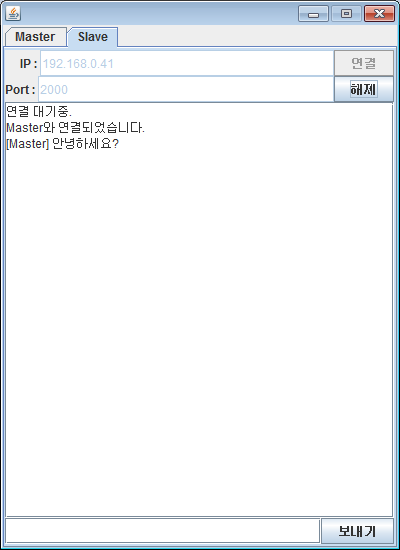 Master Slave
IP : 192.168.0.41 연결
Port : 2000 해제
연결 대기중.
Master와 연결되었습니다.
[Master] 안녕하세요?
보내기